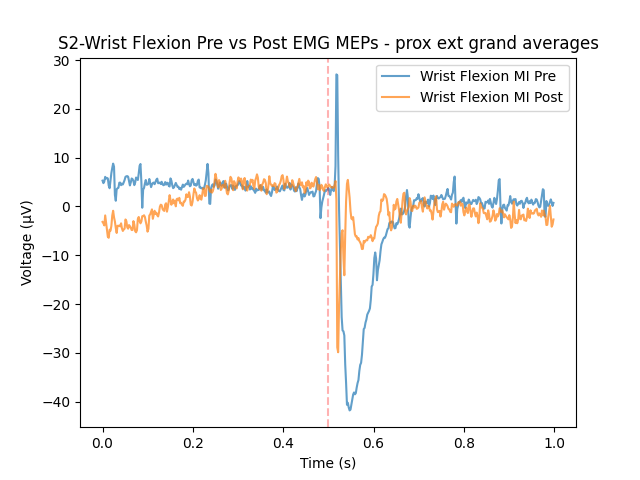 S2-Wrist Flexion Pre vs Post EMG MEPs - prox ext grand averages
Wrist Flexion MI Pre
Wrist Flexion MI Post
Voltage (μV)
30
20
10
0
−10
−20
−30
−40
0.0 0.2 0.4 0.6 0.8 1.0
Time (s)